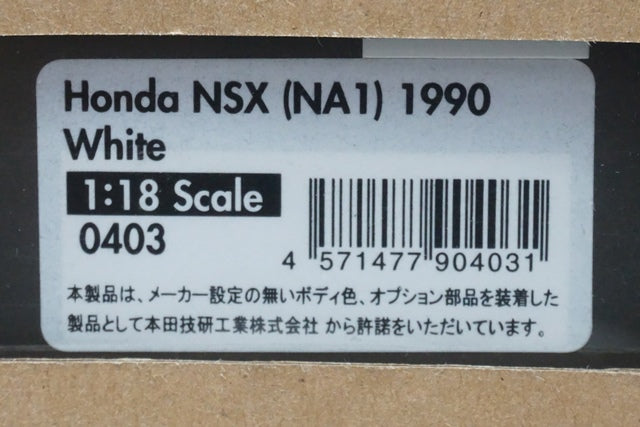 Honda NSX (NA1) 1990
White
1:18 Scale
0403
4 571477 904031
本製品は、メーカー設定の無いボディ色、オプション部品を装着した
製品として本田技研工業株式会社 から許諾をいただいています。